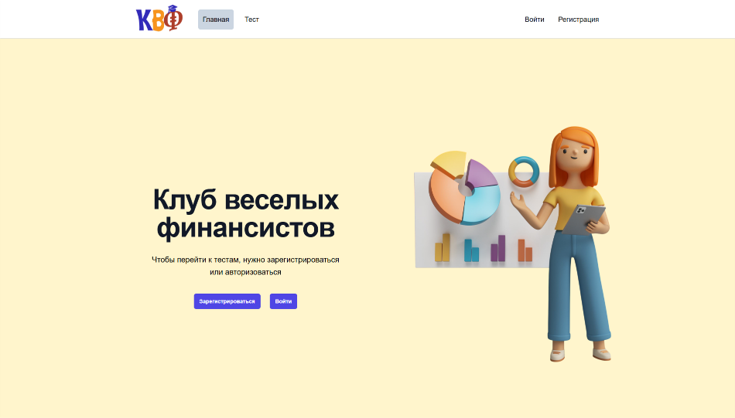 КВФ
Главная
Тест
Войти
Регистрация
Клуб веселых
финансистов
Чтобы перейти к тестам, нужно зарегистрироваться
или авторизоваться
Зарегистрироваться
Войти